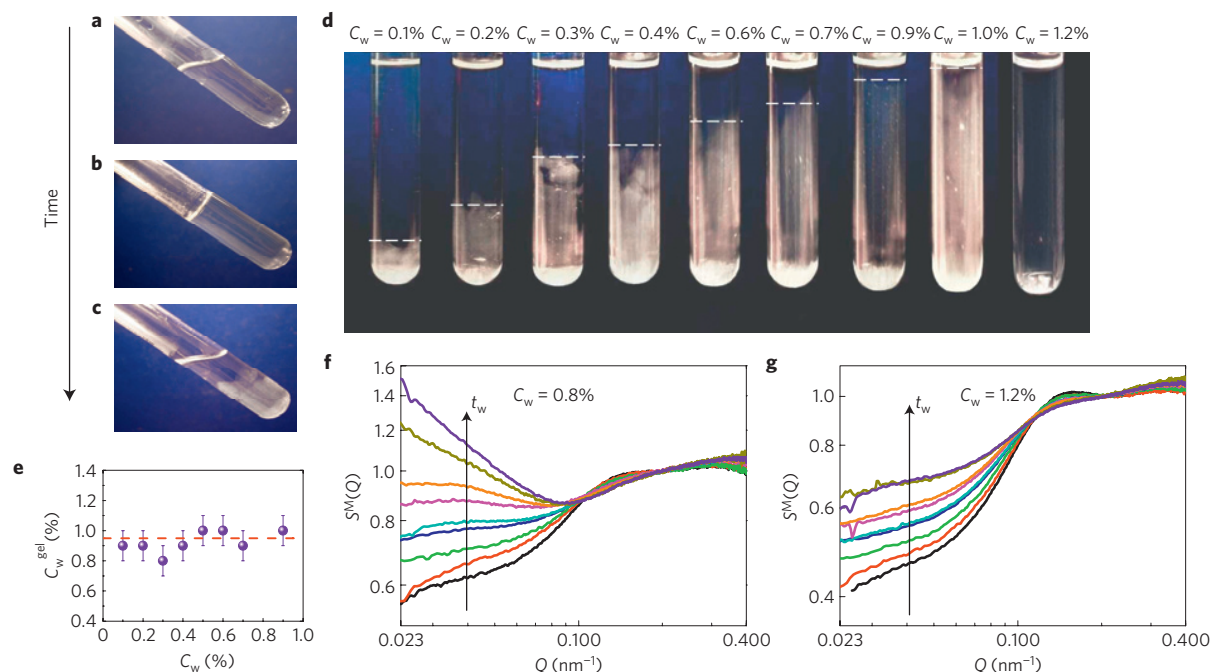 a
b
c
Time
d
C_w = 0.1% C_w = 0.2% C_w = 0.3% C_w = 0.4% C_w = 0.6% C_w = 0.7% C_w = 0.9% C_w = 1.0% C_w = 1.2%
e
C_w^gel (%)
1.4
1.2
1.0
0.8
0.6
0.4
0 0.2 0.4 0.6 0.8 1.0
C_w (%)
f
C_w = 0.8%
t_w
S^M(Q)
1.6
1.4
1.2
1.0
0.8
0.6
0.023 0.100 0.400
Q (nm⁻¹)
g
C_w = 1.2%
t_w
S^M(Q)
1.0
0.8
0.6
0.4
0.023 0.100 0.400
Q (nm⁻¹)